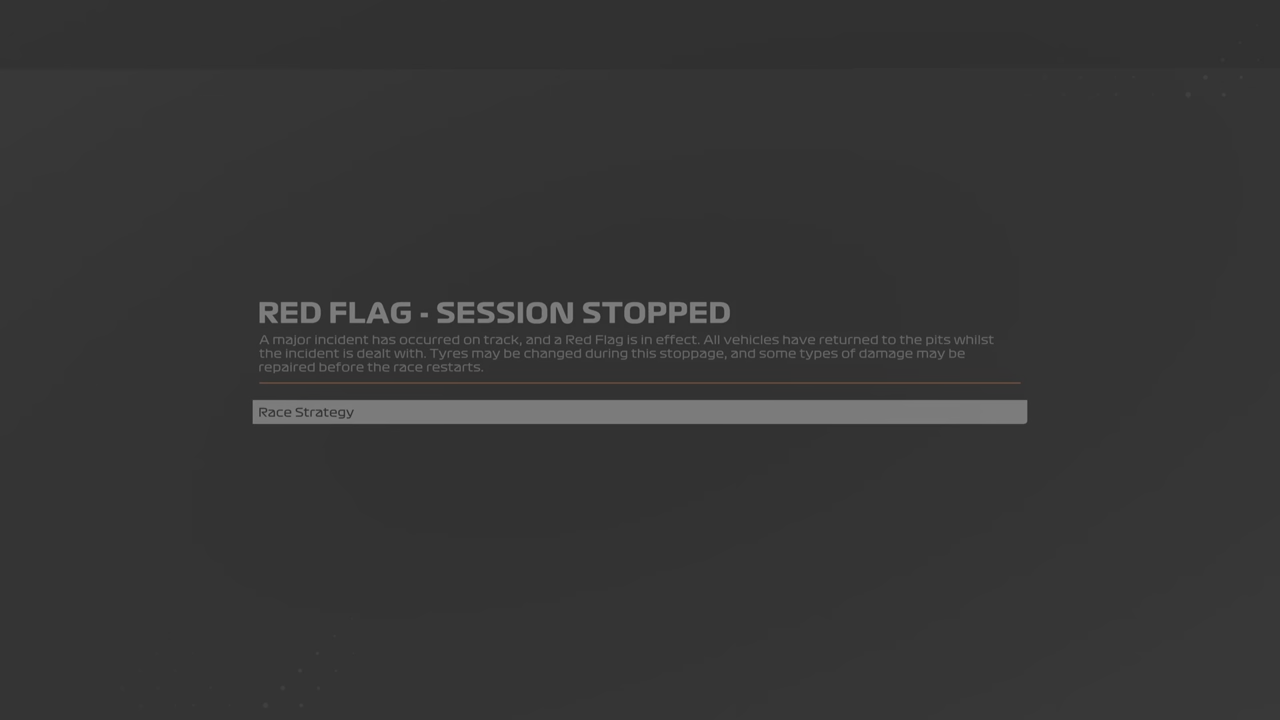 RED FLAG - SESSION STOPPED
A major incident has occurred on track, and a Red Flag is in effect. All vehicles have returned to the pits whilst
the incident is dealt with. Tyres may be changed during this stoppage, and some types of damage may be
repaired before the race restarts.
Race Strategy